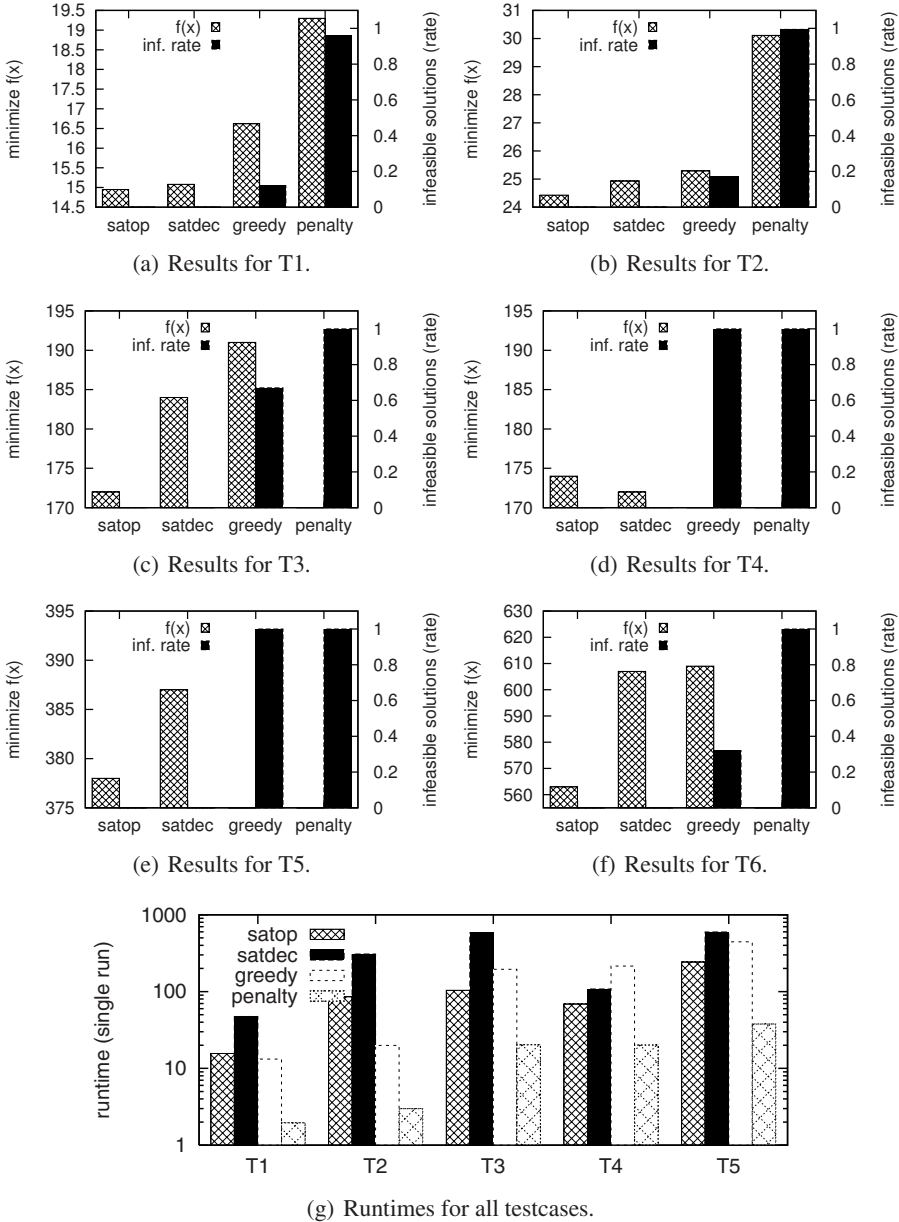 minimize f(x)
19.5
19
18.5
18
17.5
17
16.5
16
15.5
15
14.5
f(x)
inf. rate
1
0.8
0.6
0.4
0.2
0
infeasible solutions (rate)
satop satdec greedy penalty
(a) Results for T1.
minimize f(x)
31
30
29
28
27
26
25
24
f(x)
inf. rate
1
0.8
0.6
0.4
0.2
0
infeasible solutions (rate)
satop satdec greedy penalty
(b) Results for T2.
minimize f(x)
195
190
185
180
175
170
f(x)
inf. rate
1
0.8
0.6
0.4
0.2
0
infeasible solutions (rate)
satop satdec greedy penalty
(c) Results for T3.
minimize f(x)
195
190
185
180
175
170
f(x)
inf. rate
1
0.8
0.6
0.4
0.2
0
infeasible solutions (rate)
satop satdec greedy penalty
(d) Results for T4.
minimize f(x)
395
390
385
380
375
f(x)
inf. rate
1
0.8
0.6
0.4
0.2
0
infeasible solutions (rate)
satop satdec greedy penalty
(e) Results for T5.
minimize f(x)
630
620
610
600
590
580
570
560
f(x)
inf. rate
1
0.8
0.6
0.4
0.2
0
infeasible solutions (rate)
satop satdec greedy penalty
(f) Results for T6.
runtime (single run)
1000
100
10
1
satop
satdec
greedy
penalty
T1 T2 T3 T4 T5
(g) Runtimes for all testcases.